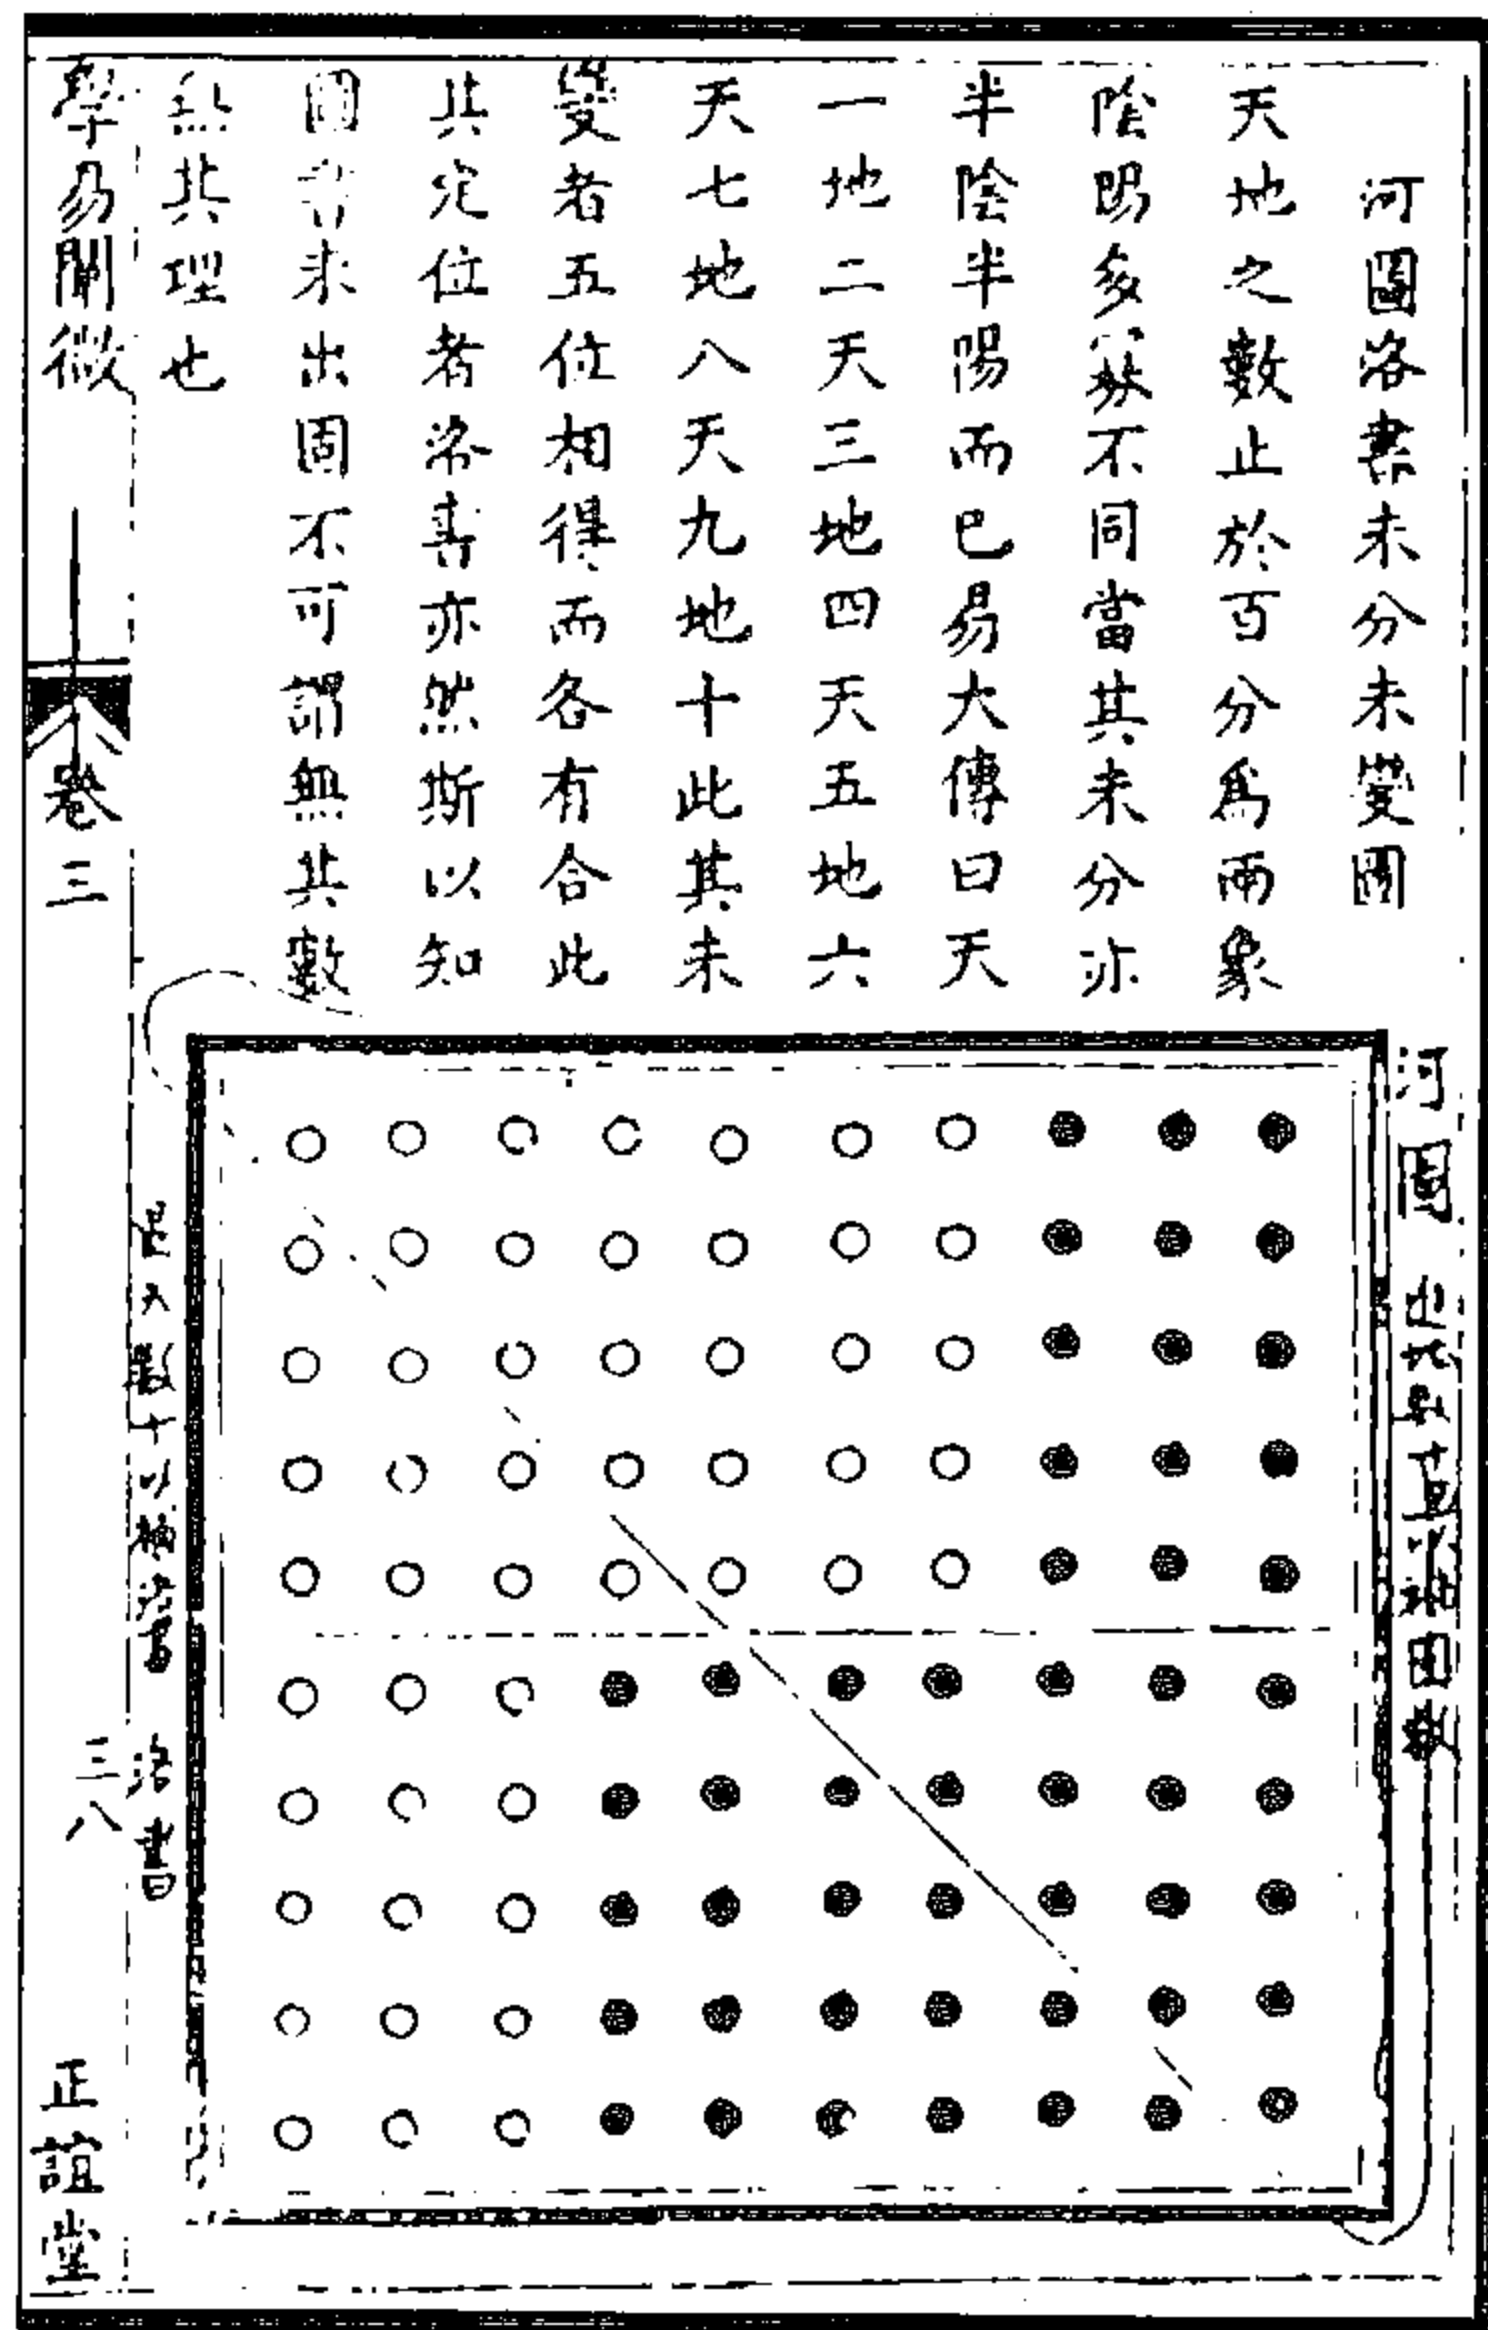 河圖洛書未分未變圖
天地之數止於百分爲兩象
陰陽多寡不同當其未分亦
半陰半陽而已易大傳曰天
一地二天三地四天五地六
天七地八天九地十此其未
變者五位相得而各有合此
其定位者洛書亦然斯以知
圖書未出固不可謂無其數
無其理也
河圖
洛書
學易闡微
卷三
三八
正誼堂